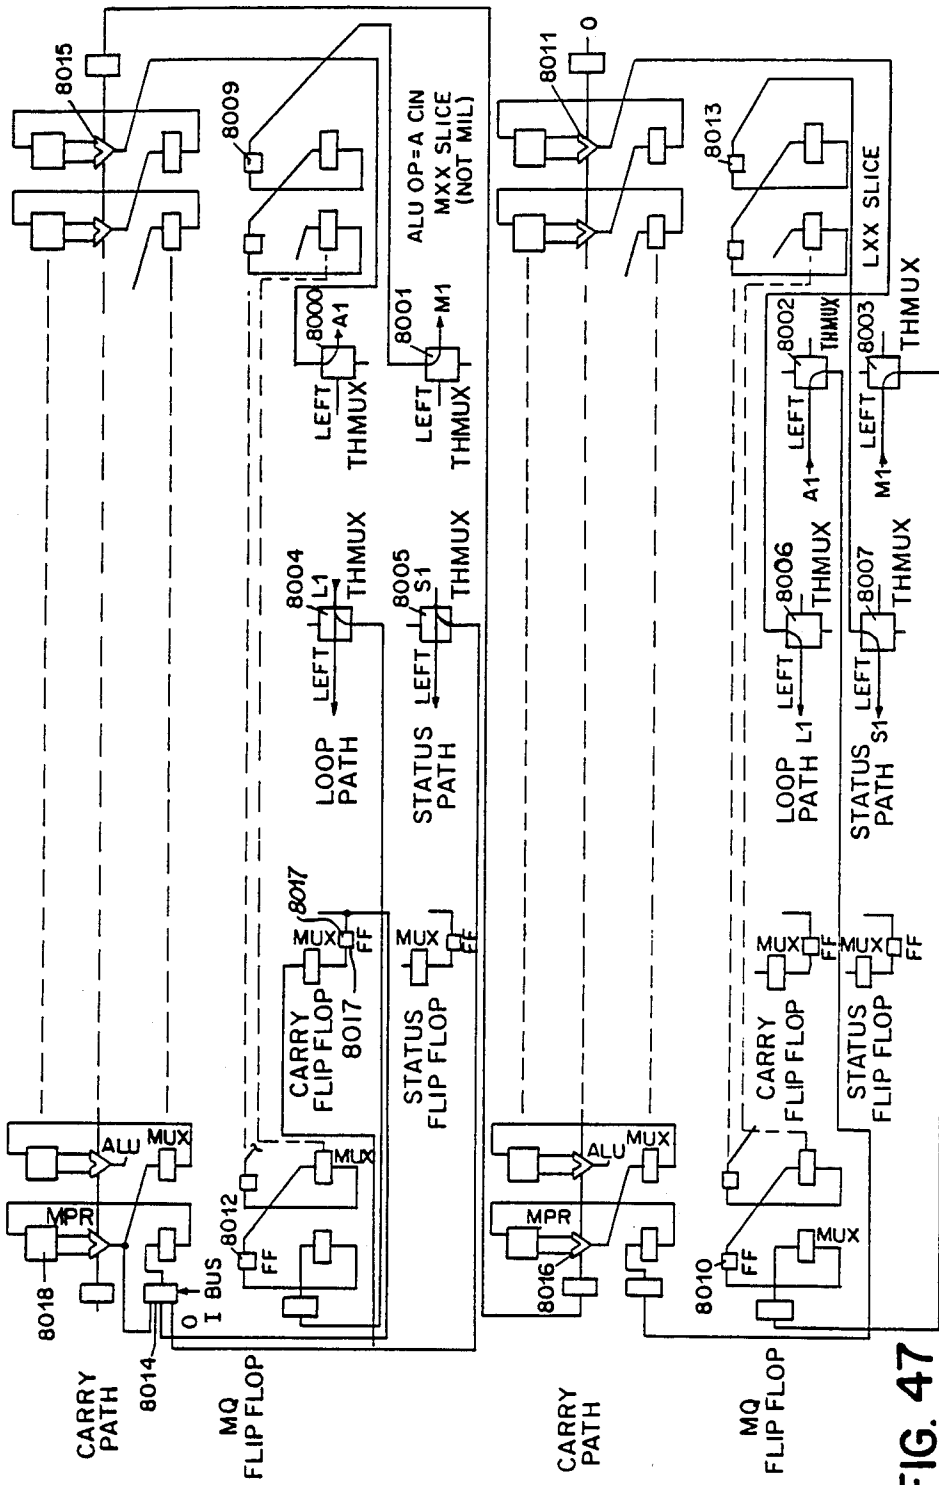 CARRY
PATH
8018
MPR
ALU
MUX
8015
8014
O
I BUS
MQ
FLIP FLOP
8012
FF
MUX
8009
CARRY
FLIP FLOP
8017
MUX
8017
FF
STATUS
FLIP FLOP
MUX
FF
LOOP
PATH
LEFT
8004
L1
THMUX
STATUS
PATH
LEFT
8005
S1
THMUX
LEFT
THMUX
8000
A1
LEFT
THMUX
8001
M1
ALU OP=A CIN
MXX SLICE
(NOT MIL)
CARRY
PATH
MPR
8016
ALU
MUX
8011
O
MQ
FLIP FLOP
8010
FF
MUX
8013
CARRY
FLIP FLOP
MUX
FF
STATUS
FLIP FLOP
MUX
FF
LOOP
PATH
L1
LEFT
8006
THMUX
STATUS
PATH
S1
LEFT
8007
THMUX
A1
LEFT
8002
THMUX
M1
LEFT
8003
THMUX
LXX SLICE
FIG. 47